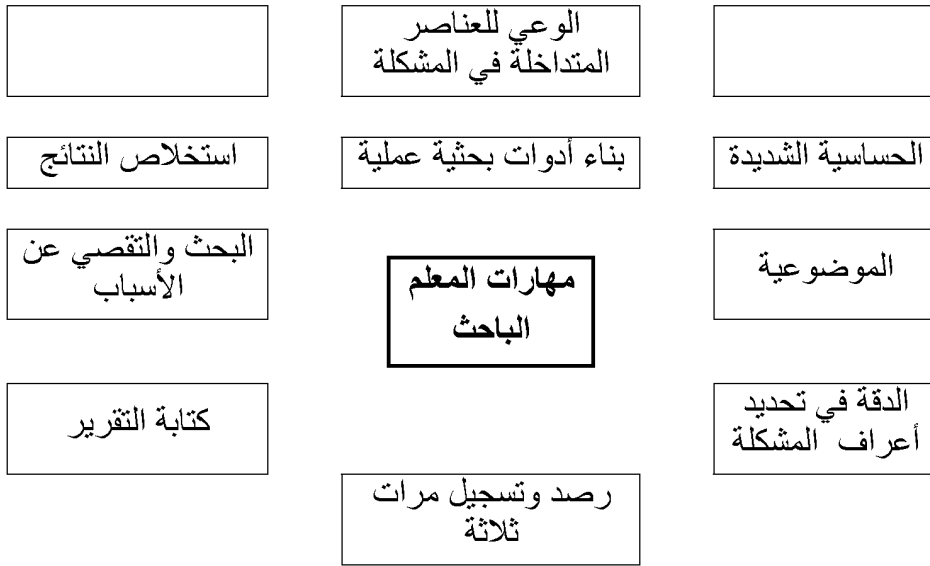 الوعي للعناصر
المتداخلة في المشكلة
الحساسية الشديدة
بناء أدوات بحثية عملية
استخلاص النتائج
الموضوعية
مهارات المعلم
الباحث
البحث والتقصي عن
الأسباب
الدقة في تحديد
أعراف المشكلة
كتابة التقرير
رصد وتسجيل مرات
ثلاثة